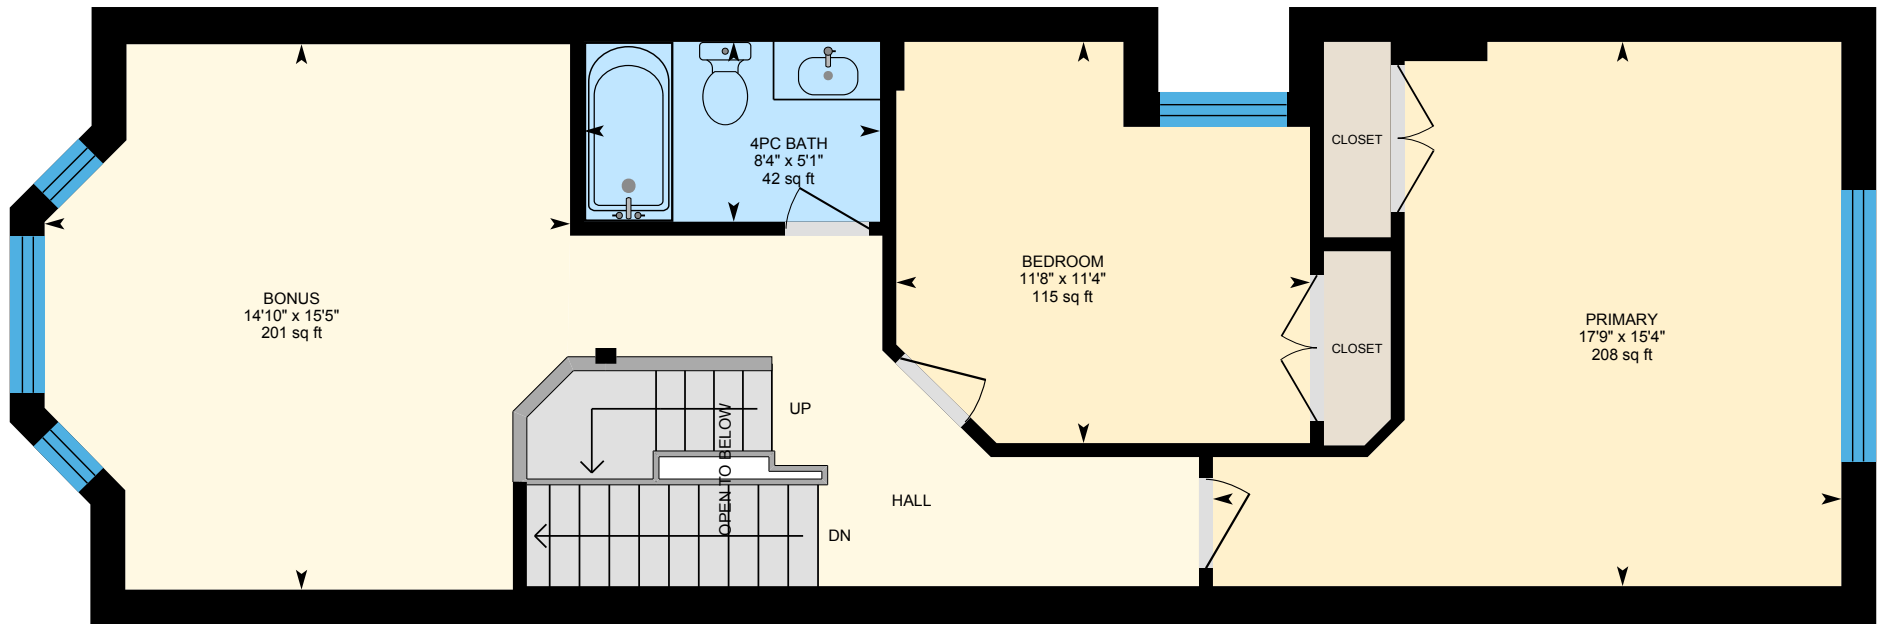 4PC BATH
8'4" x 5'1"
42 sq ft
CLOSET
BEDROOM
11'8" x 11'4"
115 sq ft
BONUS
14'10" x 15'5"
201 sq ft
PRIMARY
17'9" x 15'4"
208 sq ft
CLOSET
UP
OPEN TO BELOW
HALL
DN